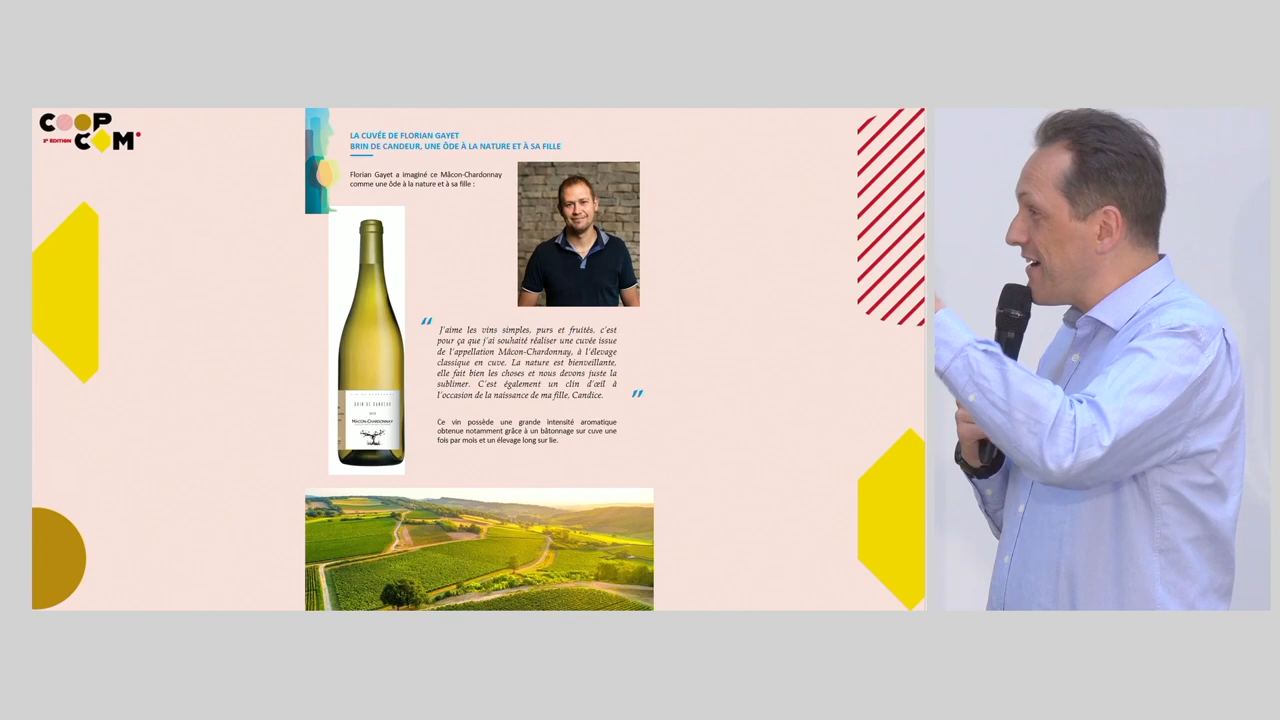 COOP
5e ÉDITION
COM
LA CUVÉE DE FLORIAN GAYET
BRIN DE CANDEUR, UNE ÔDE À LA NATURE ET À SA FILLE
Florian Gayet a imaginé ce Mâcon-Chardonnay
comme une ôde à la nature et à sa fille :
" J'aime les vins simples, purs et fruités, c'est
pour ça que j'ai souhaité réaliser une cuvée issue
de l'appellation Mâcon-Chardonnay, à l'élevage
classique en cuve. La nature est bienveillante,
elle fait bien les choses et nous devons juste la
sublimer. C'est également un clin d'œil à
l'occasion de la naissance de ma fille, Candice. "
Ce vin possède une grande intensité aromatique
obtenue notamment grâce à un bâtonnage sur cuve une
fois par mois et un élevage long sur lie.
BRIN DE CANDEUR
MÂCON-CHARDONNAY